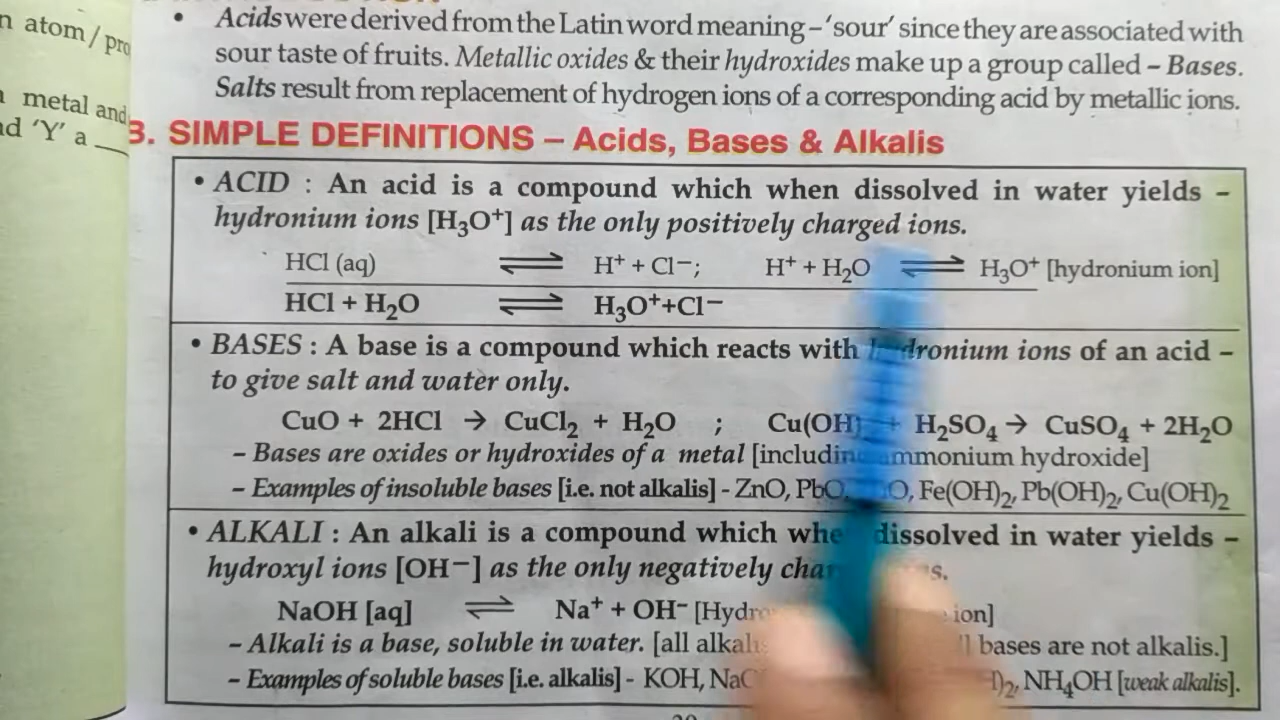 n atom / pro
metal and
nd 'Y' a __
• Acids were derived from the Latin word meaning – 'sour' since they are associated with
sour taste of fruits. Metallic oxides & their hydroxides make up a group called – Bases.
Salts result from replacement of hydrogen ions of a corresponding acid by metallic ions.
3. SIMPLE DEFINITIONS – Acids, Bases & Alkalis
• ACID : An acid is a compound which when dissolved in water yields –
hydronium ions [H₃O⁺] as the only positively charged ions.
HCl (aq) ⇌ H⁺ + Cl⁻; H⁺ + H₂O ⇌ H₃O⁺ [hydronium ion]
HCl + H₂O ⇌ H₃O⁺+Cl⁻
• BASES : A base is a compound which reacts with dronium ions of an acid –
to give salt and water only.
CuO + 2HCl → CuCl₂ + H₂O ; Cu(OH) + H₂SO₄ → CuSO₄ + 2H₂O
– Bases are oxides or hydroxides of a metal [including ammonium hydroxide]
– Examples of insoluble bases [i.e. not alkalis] - ZnO, PbO, O, Fe(OH)₂, Pb(OH)₂, Cu(OH)₂
• ALKALI : An alkali is a compound which whe dissolved in water yields –
hydroxyl ions [OH⁻] as the only negatively char s.
NaOH [aq] ⇌ Na⁺ + OH⁻ [Hydro ion]
– Alkali is a base, soluble in water. [all alkalis bases are not alkalis.]
– Examples of soluble bases [i.e. alkalis] - KOH, NaO H)₂, NH₄OH [weak alkalis].